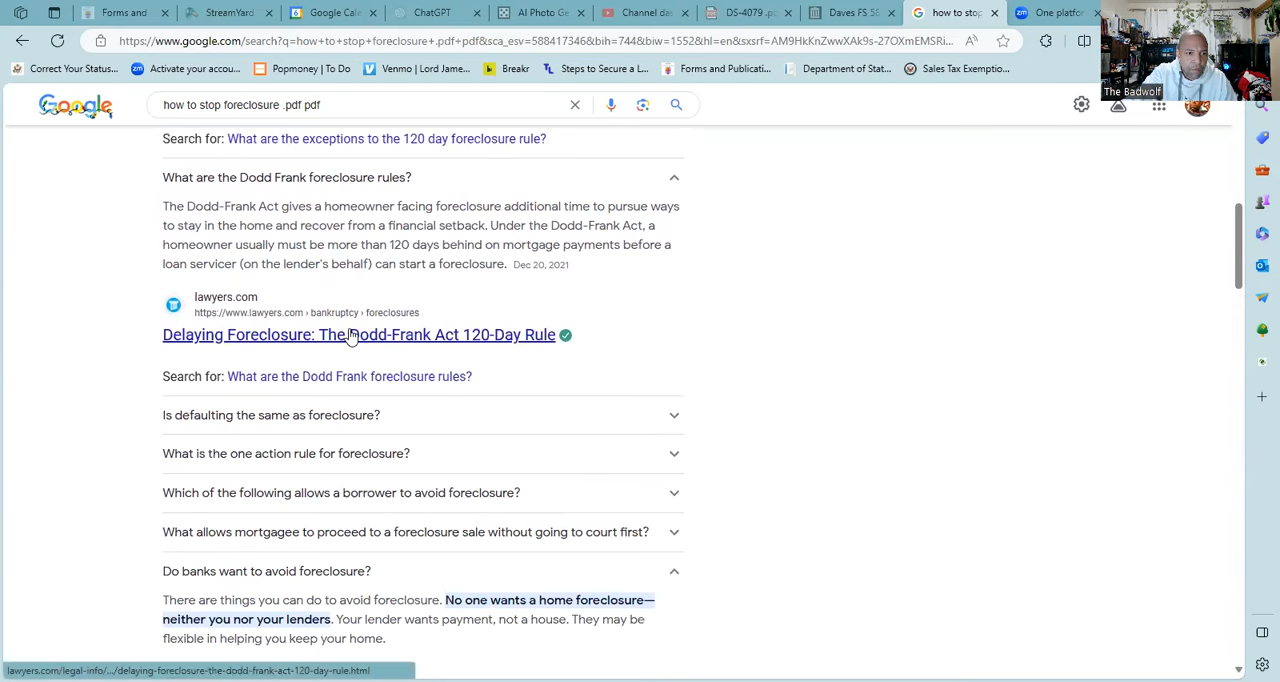 Forms and
StreamYard
Google Cale
ChatGPT
AI Photo Ge
Channel das
DS-4079 .pd
Daves FS 58
how to stop
One platfor
https://www.google.com/search?q=how+to+stop+foreclosure+.pdf+pdf&sca_esv=588417346&bih=744&biw=1552&hl=en&sxsrf=AM9HkKnZwwXAk9s-27OXmEMSRi...
Correct Your Status...
Activate your accou...
Popmoney | To Do
Venmo | Lord Jame...
Breakr
Steps to Secure a L...
Forms and Publicati...
Department of Stat...
Sales Tax Exemptio...
The Badwolf
Google
how to stop foreclosure .pdf pdf
Search for: What are the exceptions to the 120 day foreclosure rule?
What are the Dodd Frank foreclosure rules?
The Dodd-Frank Act gives a homeowner facing foreclosure additional time to pursue ways
to stay in the home and recover from a financial setback. Under the Dodd-Frank Act, a
homeowner usually must be more than 120 days behind on mortgage payments before a
loan servicer (on the lender's behalf) can start a foreclosure. Dec 20, 2021
lawyers.com
https://www.lawyers.com › bankruptcy › foreclosures
Delaying Foreclosure: The Dodd-Frank Act 120-Day Rule
Search for: What are the Dodd Frank foreclosure rules?
Is defaulting the same as foreclosure?
What is the one action rule for foreclosure?
Which of the following allows a borrower to avoid foreclosure?
What allows mortgagee to proceed to a foreclosure sale without going to court first?
Do banks want to avoid foreclosure?
There are things you can do to avoid foreclosure. No one wants a home foreclosure—
neither you nor your lenders. Your lender wants payment, not a house. They may be
flexible in helping you keep your home.
lawyers.com/legal-info/.../delaying-foreclosure-the-dodd-frank-act-120-day-rule.html